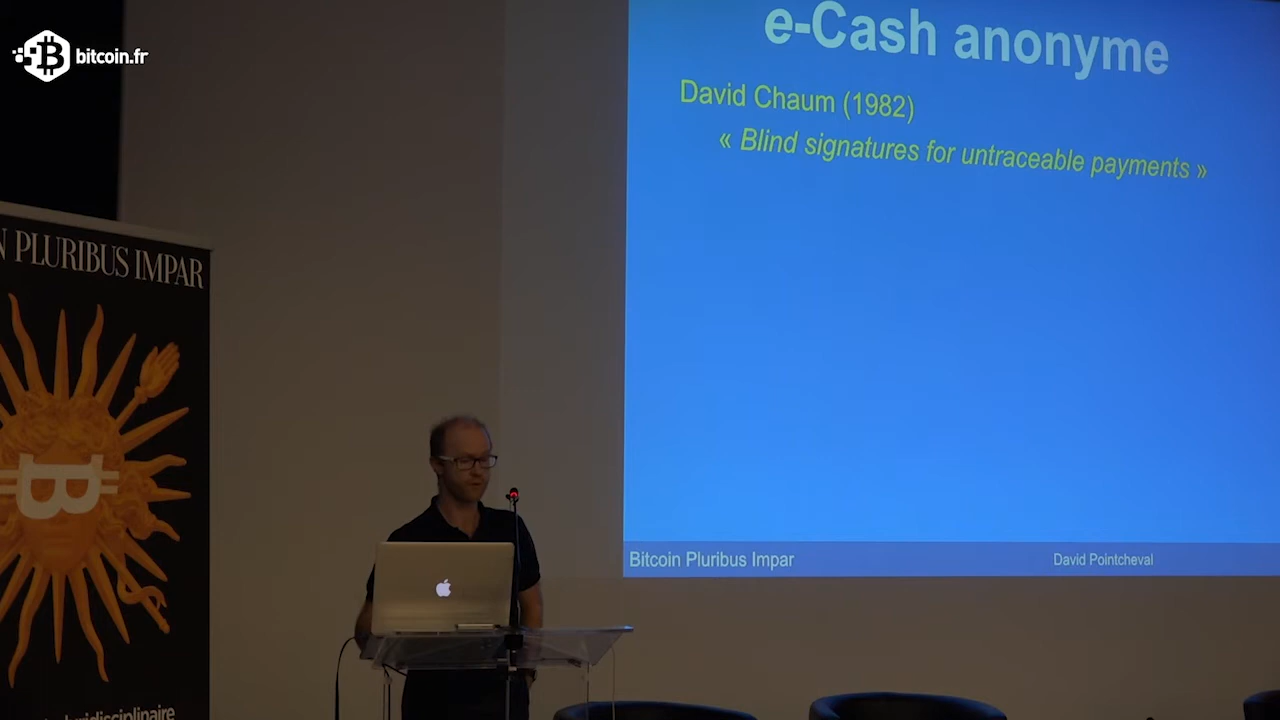 bitcoin.fr
e-Cash anonyme
David Chaum (1982)
« Blind signatures for untraceable payments »
Bitcoin Pluribus Impar
David Pointcheval
PLURIBUS IMPAR